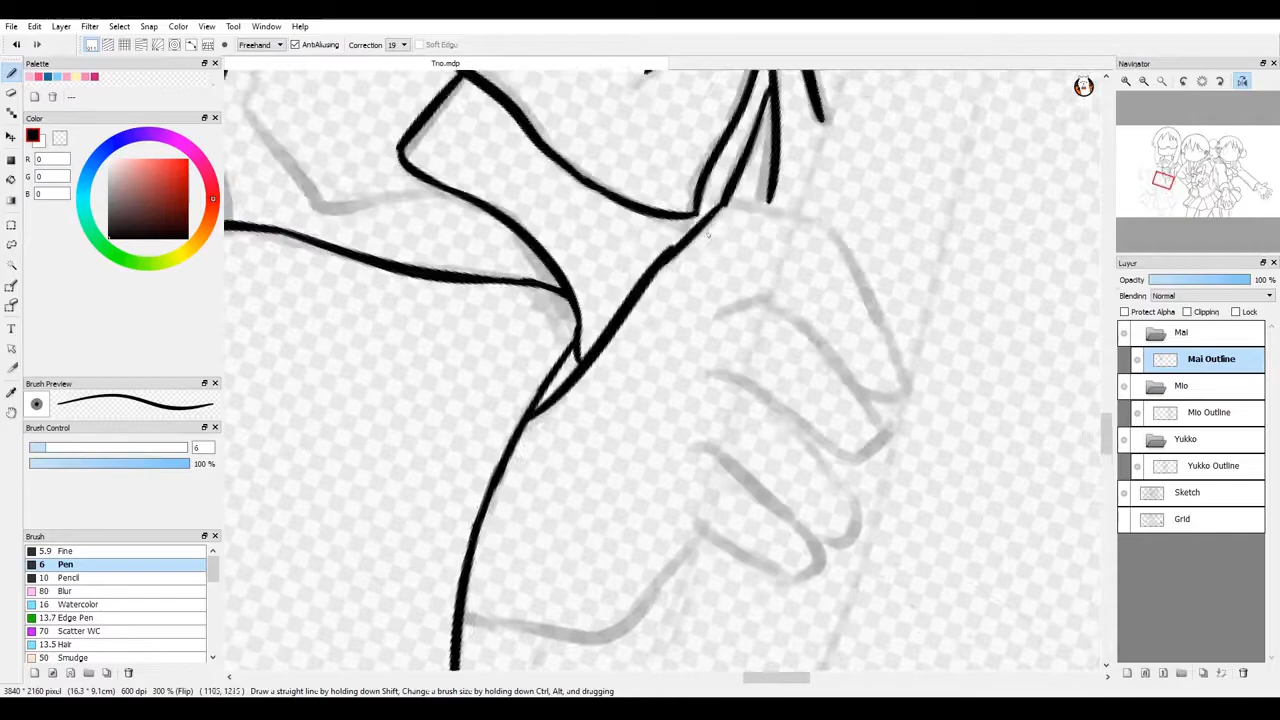 File Edit Layer Filter Select Snap Color View Tool Window Help
Freehand AntiAliasing Correction 19 Soft Edge
Palette
Trio.mdp
Navigator
---
Color
R 0
G 0
B 0
Layer
Opacity 100 %
Blending Normal
Protect Alpha Clipping Lock
Mai
Mai Outline
Mio
Mio Outline
Yukko
Yukko Outline
Sketch
Grid
Brush Preview
Brush Control
6
100 %
Brush
5.9 Fine
6 Pen
10 Pencil
80 Blur
16 Watercolor
13.7 Edge Pen
70 Scatter WC
13.5 Hair
50 Smudge
3840 * 2160 pixel (16.3 * 9.1cm) 600 dpi 300 % (Flip) Draw a straight line by holding down Shift, Change a brush size by holding down Ctrl, Alt, and dragging